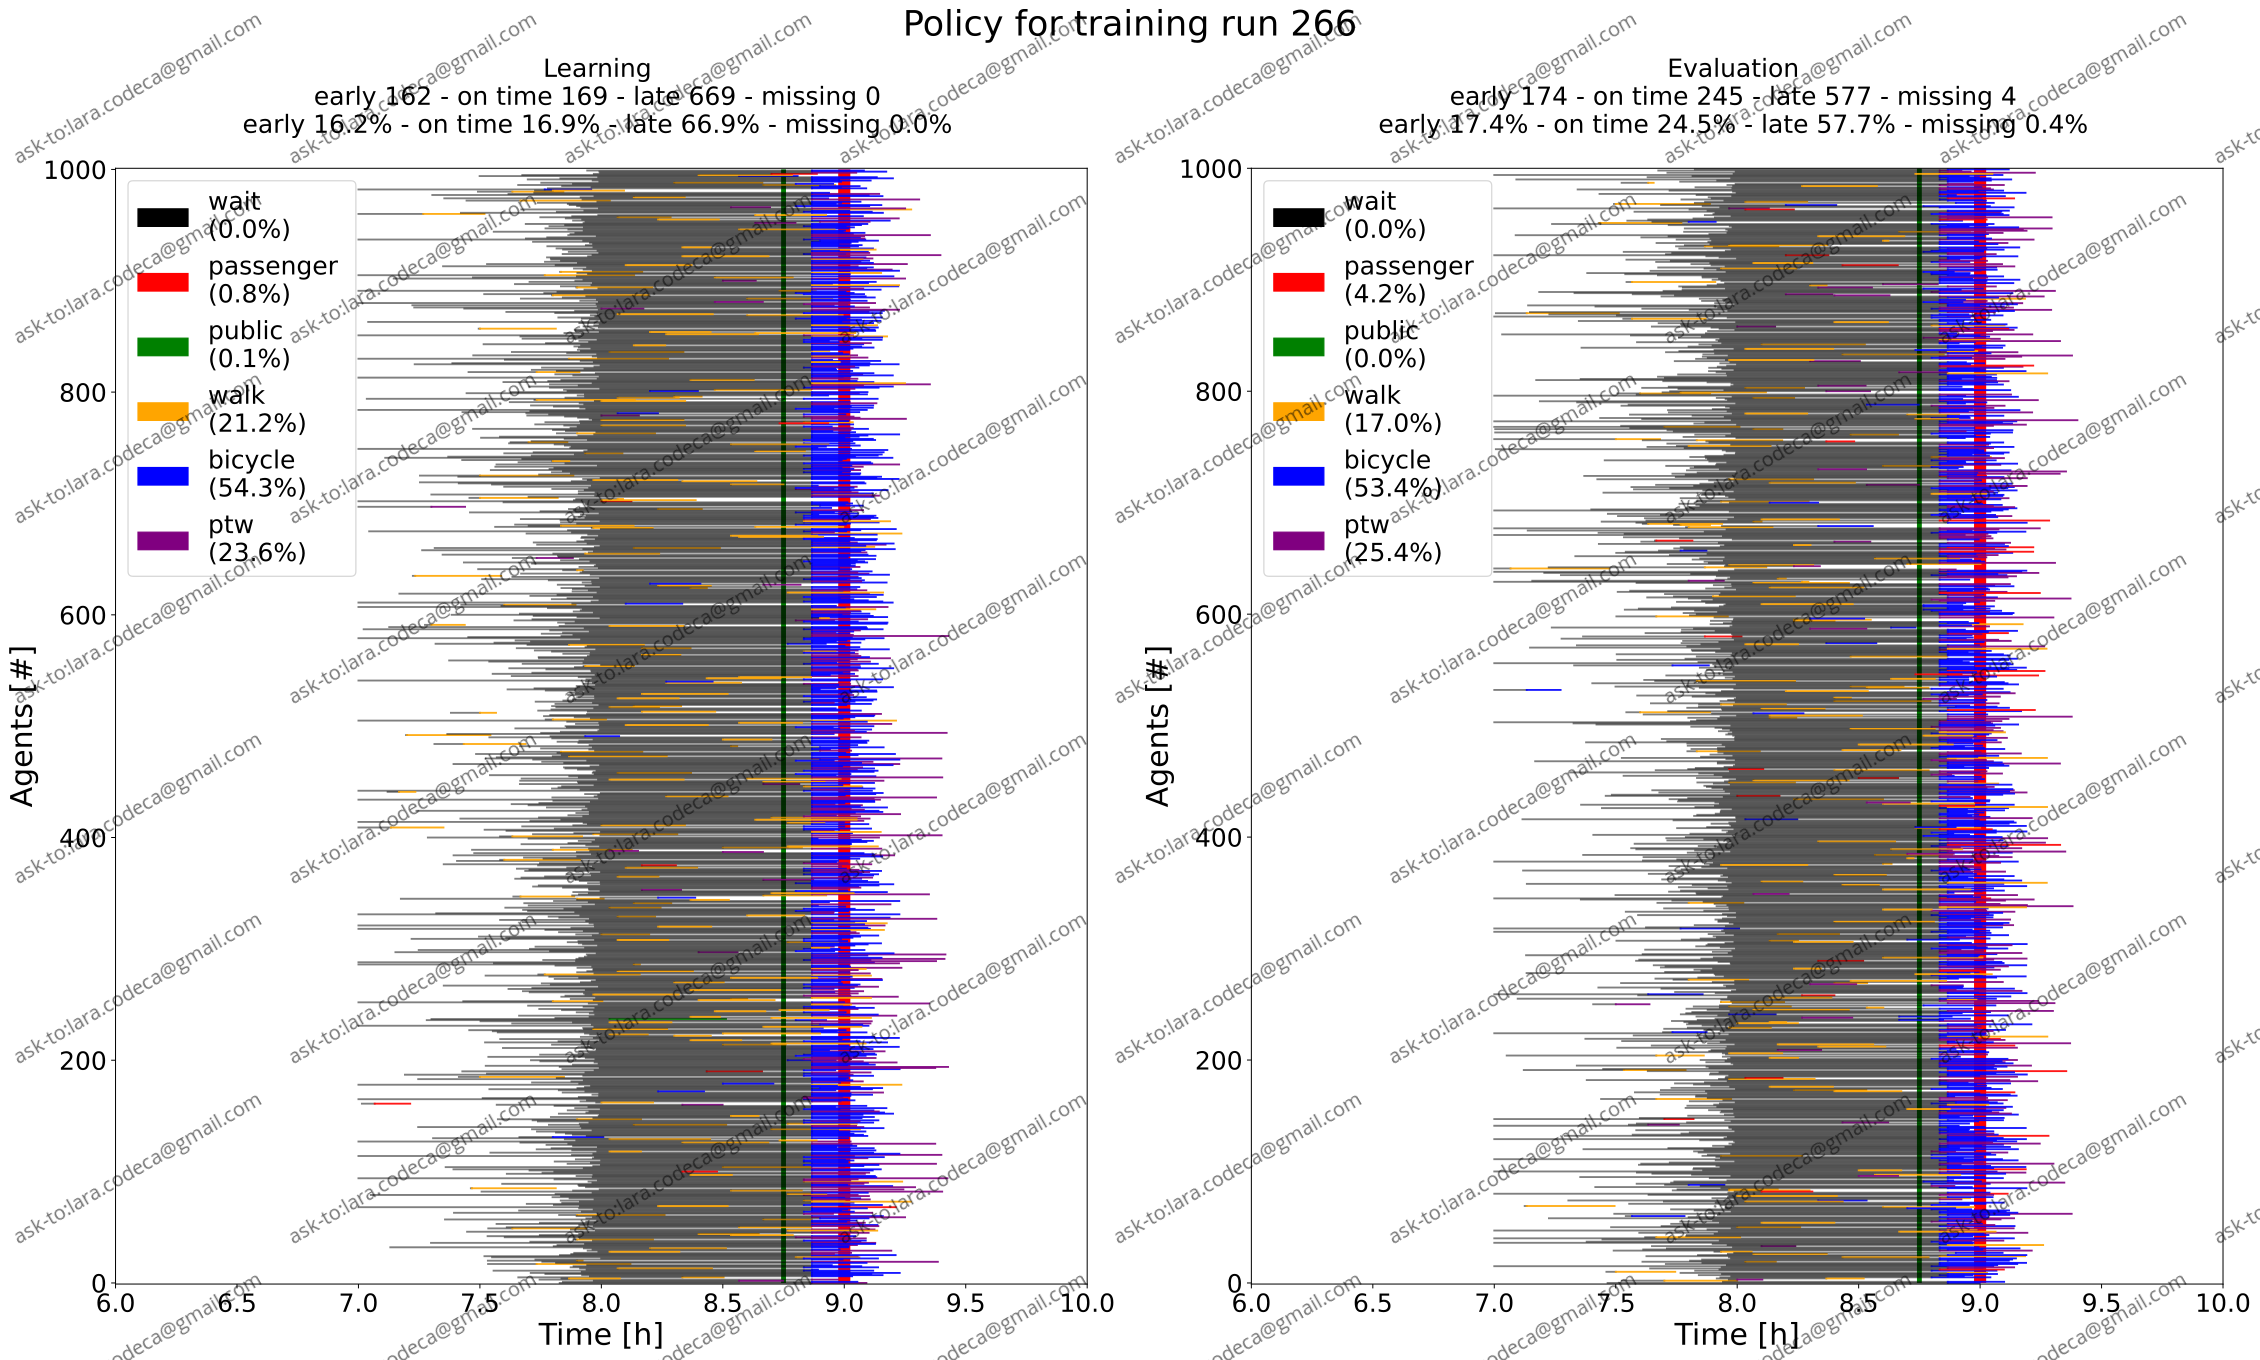 Policy for training run 266
Learning
early 162 - on time 169 - late 669 - missing 0
early 16.2% - on time 16.9% - late 66.9% - missing 0.0%
Agents [#]
1000
800
600
400
200
0
wait
(0.0%)
passenger
(0.8%)
public
(0.1%)
walk
(21.2%)
bicycle
(54.3%)
ptw
(23.6%)
6.0 6.5 7.0 7.5 8.0 8.5 9.0 9.5 10.0
Time [h]
Evaluation
early 174 - on time 245 - late 577 - missing 4
early 17.4% - on time 24.5% - late 57.7% - missing 0.4%
Agents [#]
1000
800
600
400
200
0
wait
(0.0%)
passenger
(4.2%)
public
(0.0%)
walk
(17.0%)
bicycle
(53.4%)
ptw
(25.4%)
6.0 6.5 7.0 7.5 8.0 8.5 9.0 9.5 10.0
Time [h]
ask-to:lara.codeca@gmail.com